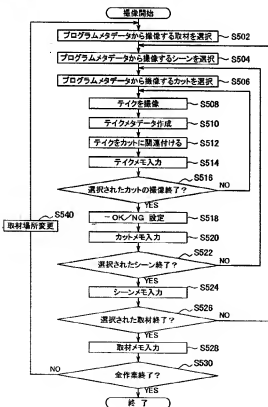 撮像開始
プログラムメタデータから撮像する取材を選択 S502
プログラムメタデータから撮像するシーンを選択 S504
プログラムメタデータから撮像するカットを選択 S506
テイクを撮像 S508
テイクメタデータ作成 S510
テイクをカットに関連付ける S512
テイクメモ入力 S514
S516
選択されたカットの撮像終了? NO
YES
S540
取材場所変更
OK/NG 設定 S518
カットメモ入力 S520
S522
選択されたシーン終了? NO
YES
シーンメモ入力 S524
S526
選択された取材終了? NO
YES
取材メモ入力 S528
S530
NO 全作業終了?
YES
終了